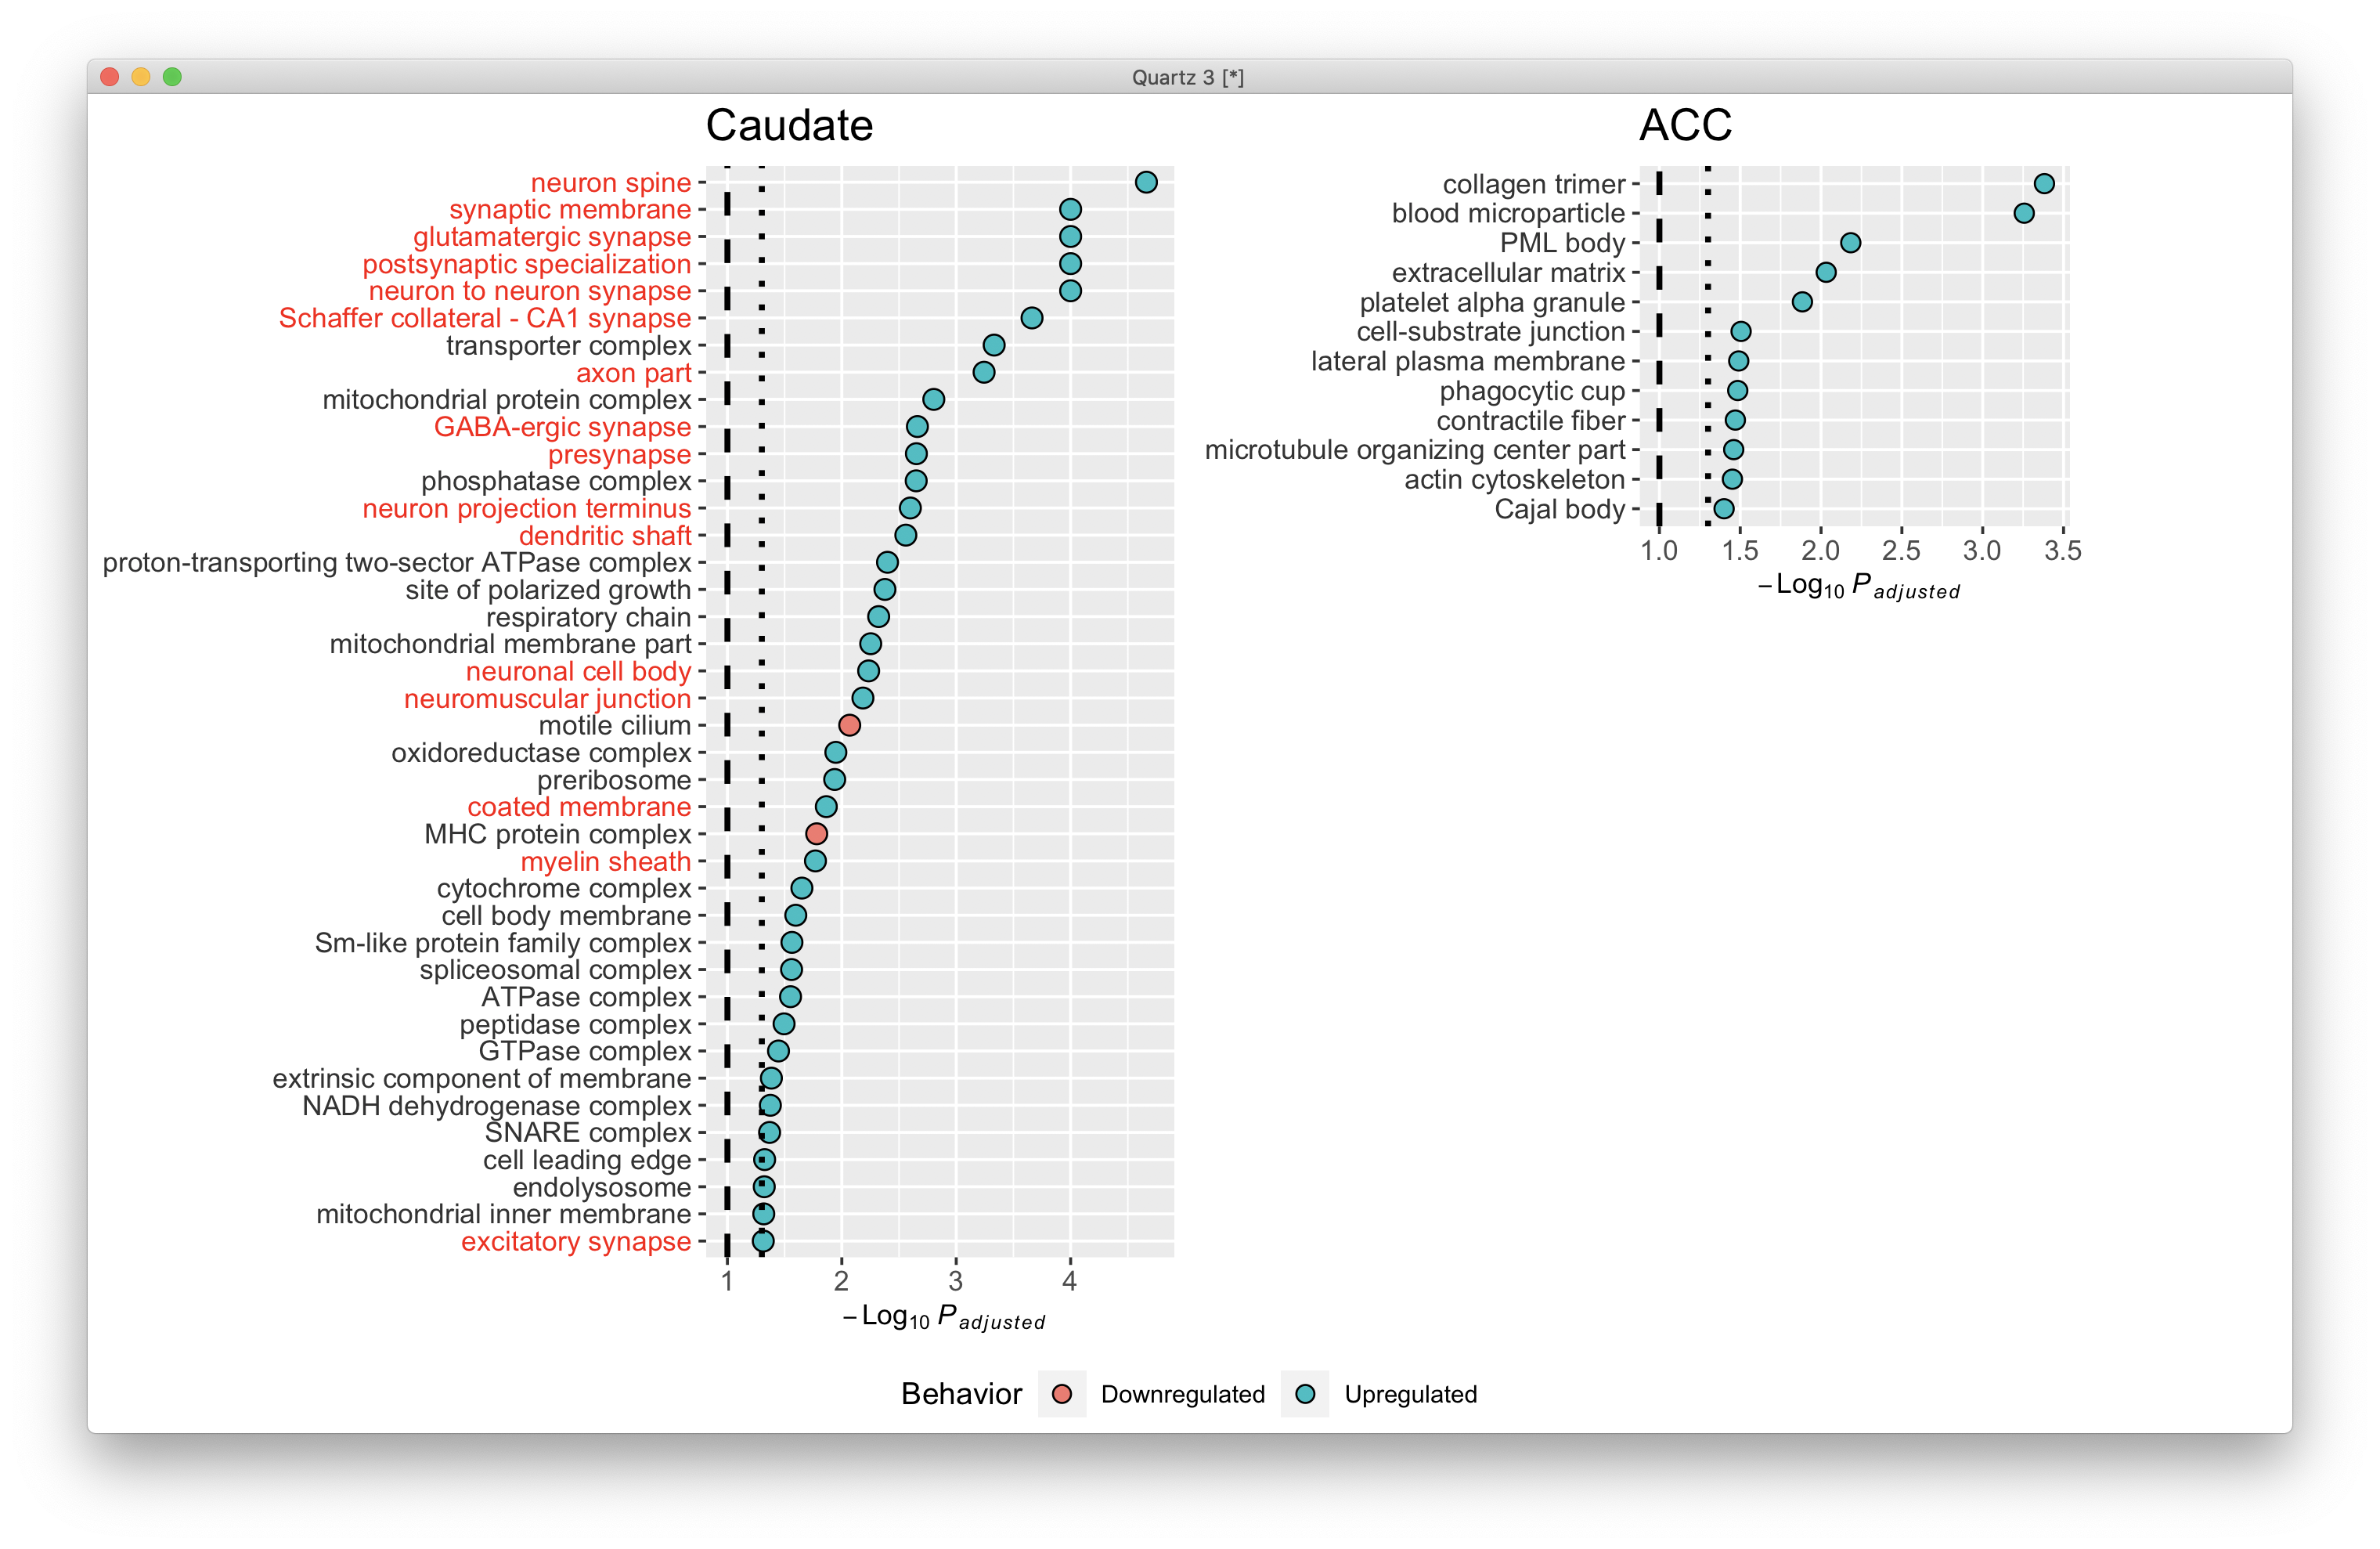 Quartz 3 [*]
Caudate
neuron spine
synaptic membrane
glutamatergic synapse
postsynaptic specialization
neuron to neuron synapse
Schaffer collateral - CA1 synapse
transporter complex
axon part
mitochondrial protein complex
GABA-ergic synapse
presynapse
phosphatase complex
neuron projection terminus
dendritic shaft
proton-transporting two-sector ATPase complex
site of polarized growth
respiratory chain
mitochondrial membrane part
neuronal cell body
neuromuscular junction
motile cilium
oxidoreductase complex
preribosome
coated membrane
MHC protein complex
myelin sheath
cytochrome complex
cell body membrane
Sm-like protein family complex
spliceosomal complex
ATPase complex
peptidase complex
GTPase complex
extrinsic component of membrane
NADH dehydrogenase complex
SNARE complex
cell leading edge
endolysosome
mitochondrial inner membrane
excitatory synapse
1 2 3 4
−Log10 Padjusted
ACC
collagen trimer
blood microparticle
PML body
extracellular matrix
platelet alpha granule
cell-substrate junction
lateral plasma membrane
phagocytic cup
contractile fiber
microtubule organizing center part
actin cytoskeleton
Cajal body
1.0 1.5 2.0 2.5 3.0 3.5
−Log10 Padjusted
Behavior Downregulated Upregulated